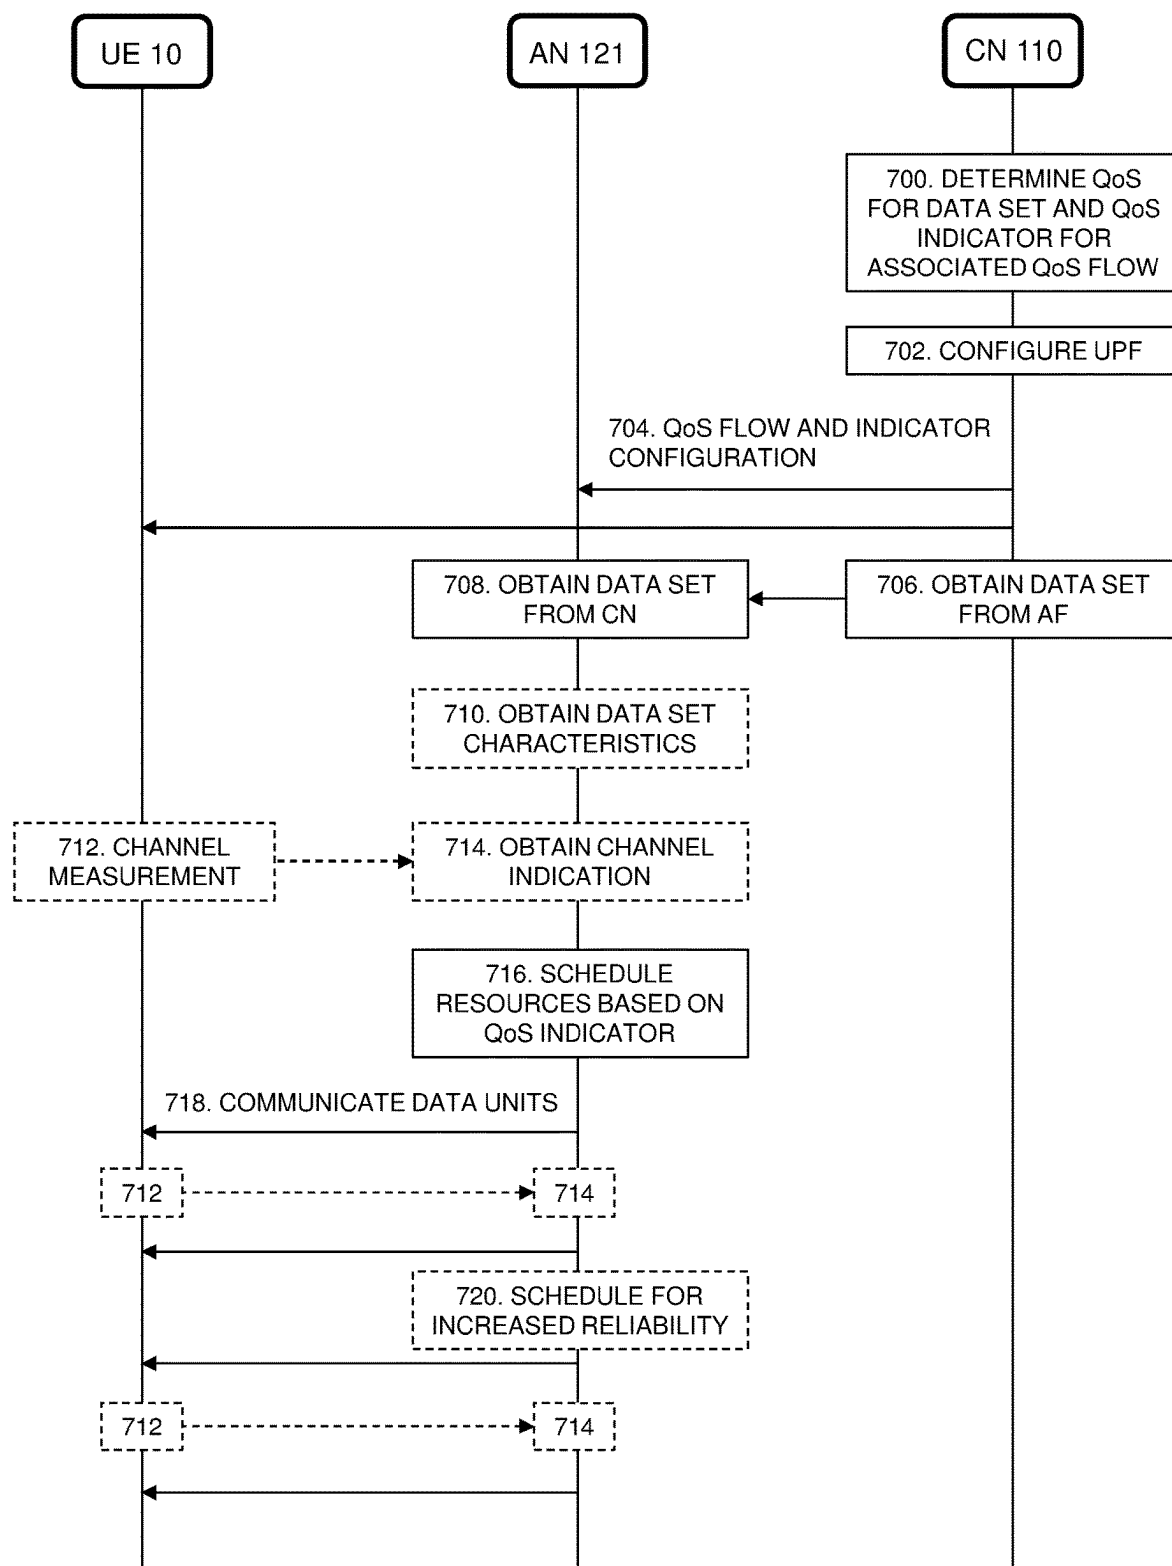 UE 10
AN 121
CN 110
700. DETERMINE QoS
FOR DATA SET AND QoS
INDICATOR FOR
ASSOCIATED QoS FLOW
702. CONFIGURE UPF
704. QoS FLOW AND INDICATOR
CONFIGURATION
708. OBTAIN DATA SET
FROM CN
706. OBTAIN DATA SET
FROM AF
710. OBTAIN DATA SET
CHARACTERISTICS
712. CHANNEL
MEASUREMENT
714. OBTAIN CHANNEL
INDICATION
716. SCHEDULE
RESOURCES BASED ON
QoS INDICATOR
718. COMMUNICATE DATA UNITS
712
714
720. SCHEDULE FOR
INCREASED RELIABILITY
712
714